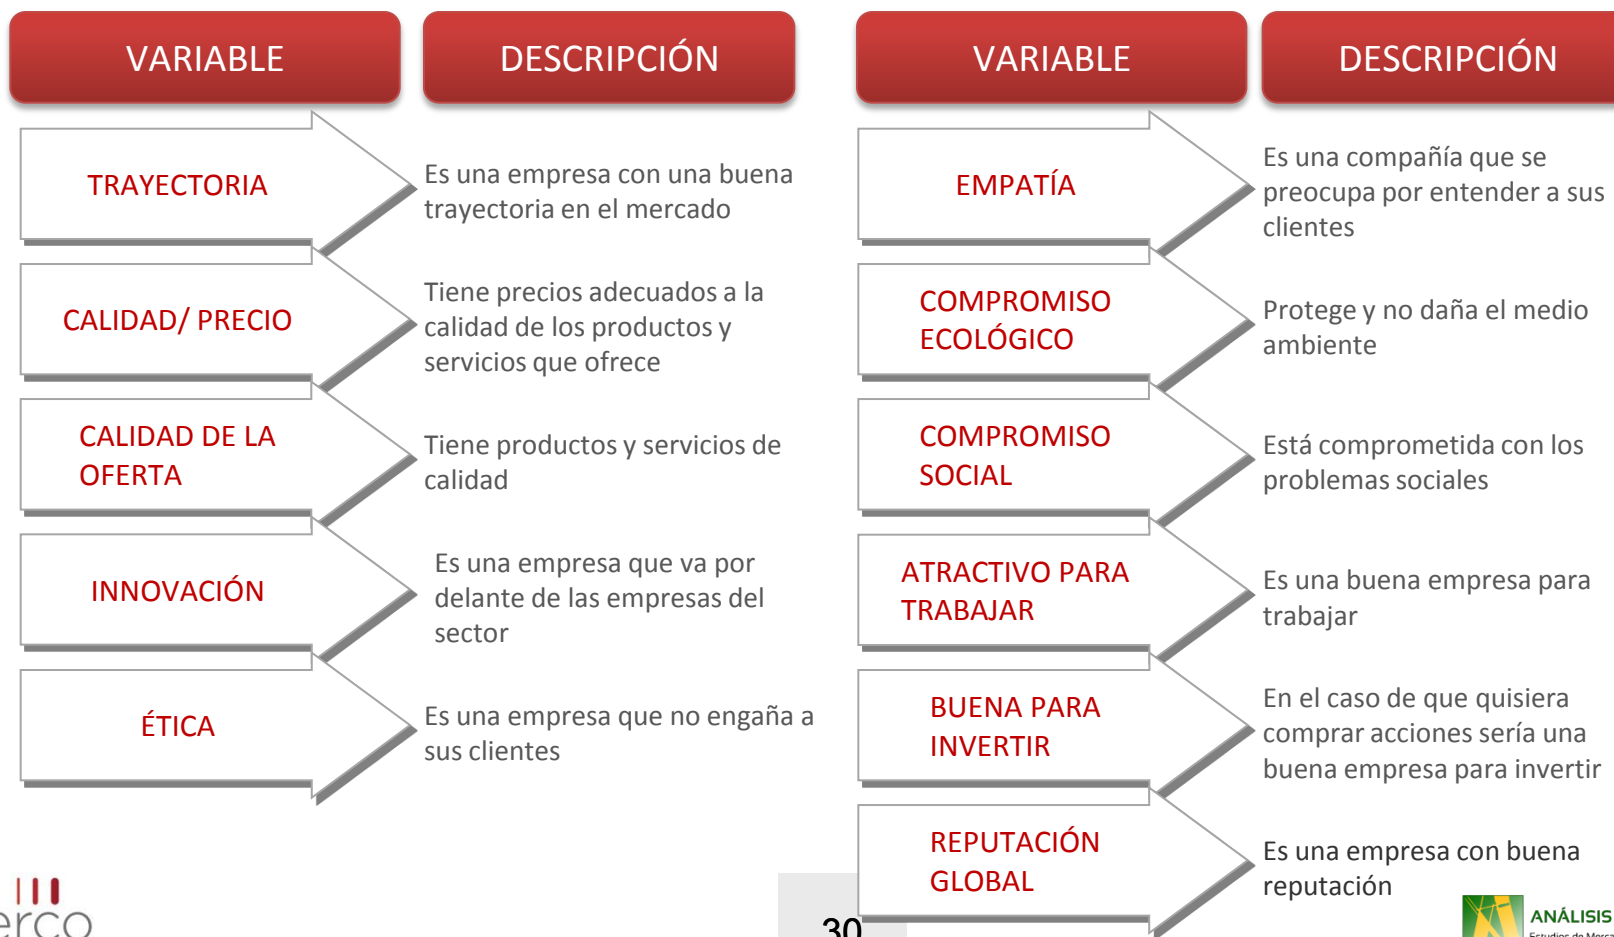 VARIABLE
DESCRIPCIÓN
TRAYECTORIA
Es una empresa con una buena
trayectoria en el mercado
CALIDAD/ PRECIO
Tiene precios adecuados a la
calidad de los productos y
servicios que ofrece
CALIDAD DE LA
OFERTA
Tiene productos y servicios de
calidad
INNOVACIÓN
Es una empresa que va por
delante de las empresas del
sector
ÉTICA
Es una empresa que no engaña a
sus clientes
VARIABLE
DESCRIPCIÓN
EMPATÍA
Es una compañía que se
preocupa por entender a sus
clientes
COMPROMISO
ECOLÓGICO
Protege y no daña el medio
ambiente
COMPROMISO
SOCIAL
Está comprometida con los
problemas sociales
ATRACTIVO PARA
TRABAJAR
Es una buena empresa para
trabajar
BUENA PARA
INVERTIR
En el caso de que quisiera
comprar acciones sería una
buena empresa para invertir
REPUTACIÓN
GLOBAL
Es una empresa con buena
reputación
erco
30
ANÁLISIS
Estudios de Merca